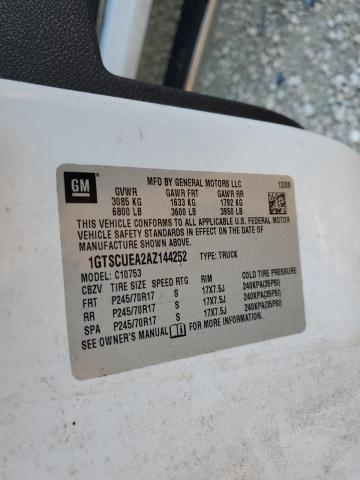 GM
MFD BY GENERAL MOTORS LLC
12/09
GVWR GAWR FRT GAWR RR
3085 KG 1633 KG 1792 KG
6800 LB 3600 LB 3950 LB
THIS VEHICLE CONFORMS TO ALL APPLICABLE U.S. FEDERAL MOTOR
VEHICLE SAFETY STANDARDS IN EFFECT ON THE DATE OF
MANUFACTURE SHOWN ABOVE.
1GTSCUEA2AZ144252 TYPE: TRUCK
MODEL: C10753
CBZV TIRE SIZE SPEED RTG RIM COLD TIRE PRESSURE
FRT P245/70R17 S 17X7.5J 240KPA(35PSI)
RR P245/70R17 S 17X7.5J 240KPA(35PSI)
SPA P245/70R17 S 17X7.5J 240KPA(35PSI)
SEE OWNER'S MANUAL FOR MORE INFORMATION.